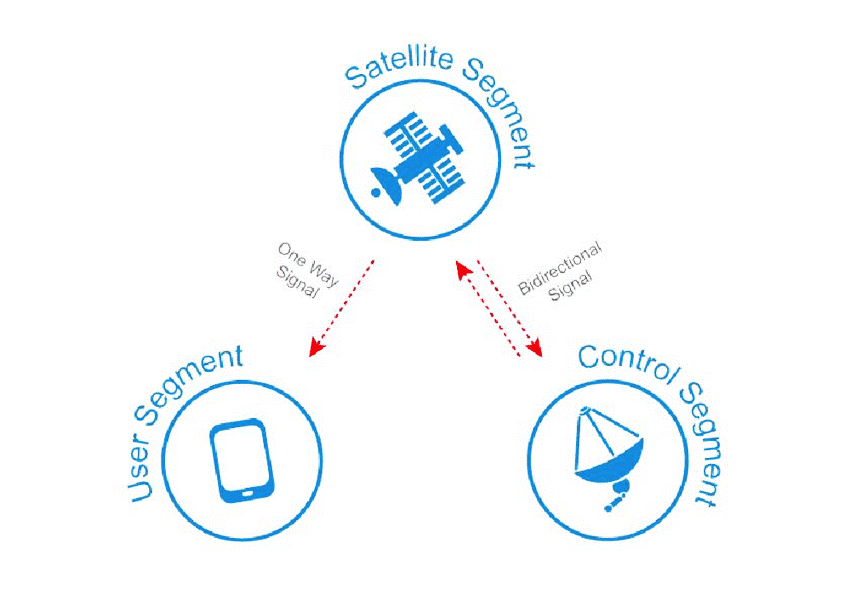 Satellite Segment
One Way
Signal
Bidirectional
Signal
User Segment
Control Segment